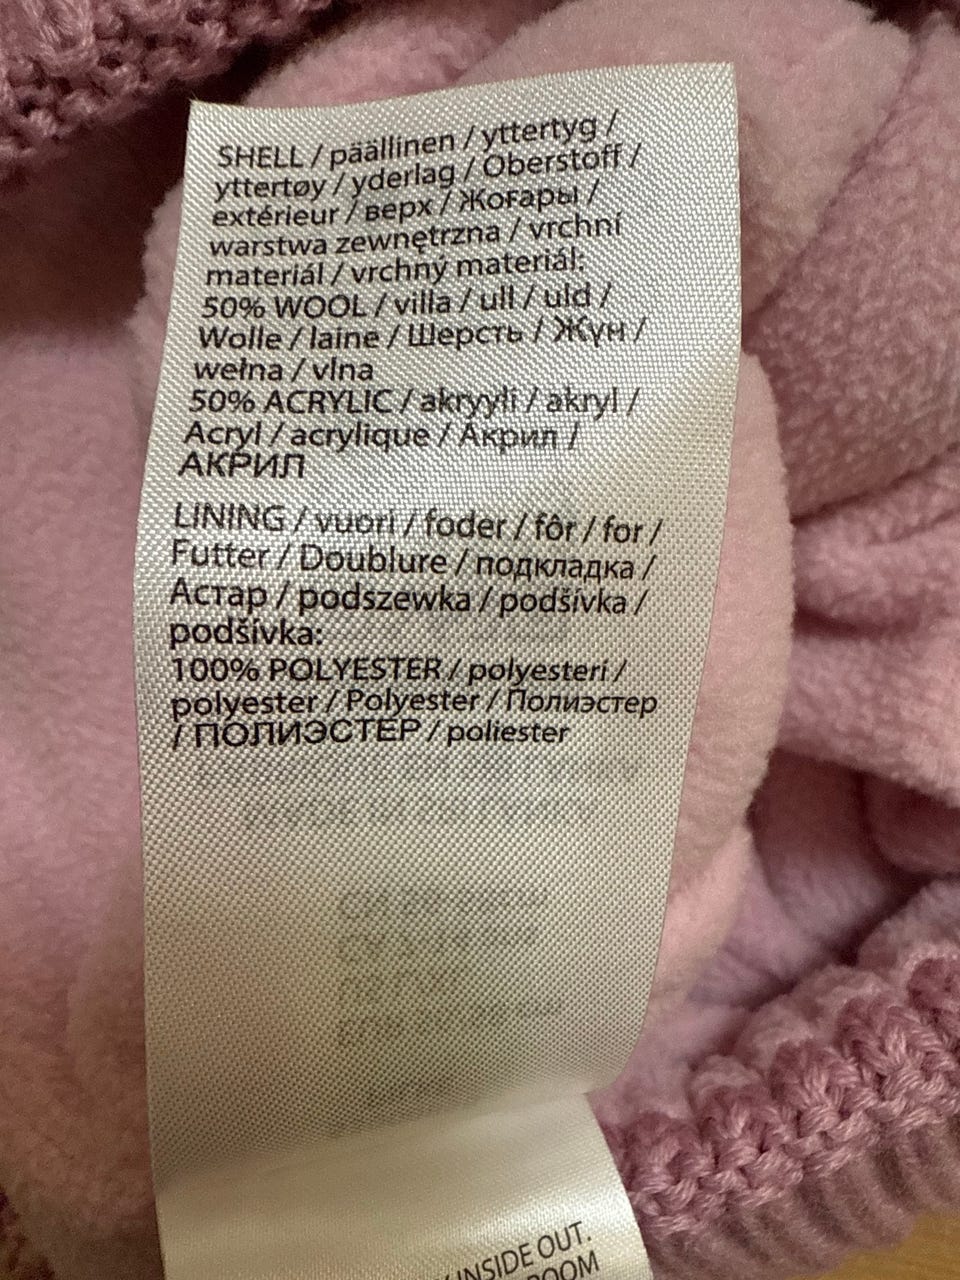 SHELL / päällinen / yttertyg /
yttertøy / yderlag / Oberstoff /
extérieur / верх / Жоғары /
warstwa zewnętrzna / vrchní
materiál / vrchný materiál:
50% WOOL / villa / ull / uld /
Wolle / laine / Шерсть / Жүн /
wełna / vlna
50% ACRYLIC / akryyli / akryl /
Acryl / acrylique / Акрил /
АКРИЛ
LINING / vuori / foder / fôr / for /
Futter / Doublure / подкладка /
Астар / podszewka / podšívka /
podšívka:
100% POLYESTER / polyesteri /
polyester / Polyester / Полиэстер
/ ПОЛИЭСТЕР / poliester
INSIDE OUT.